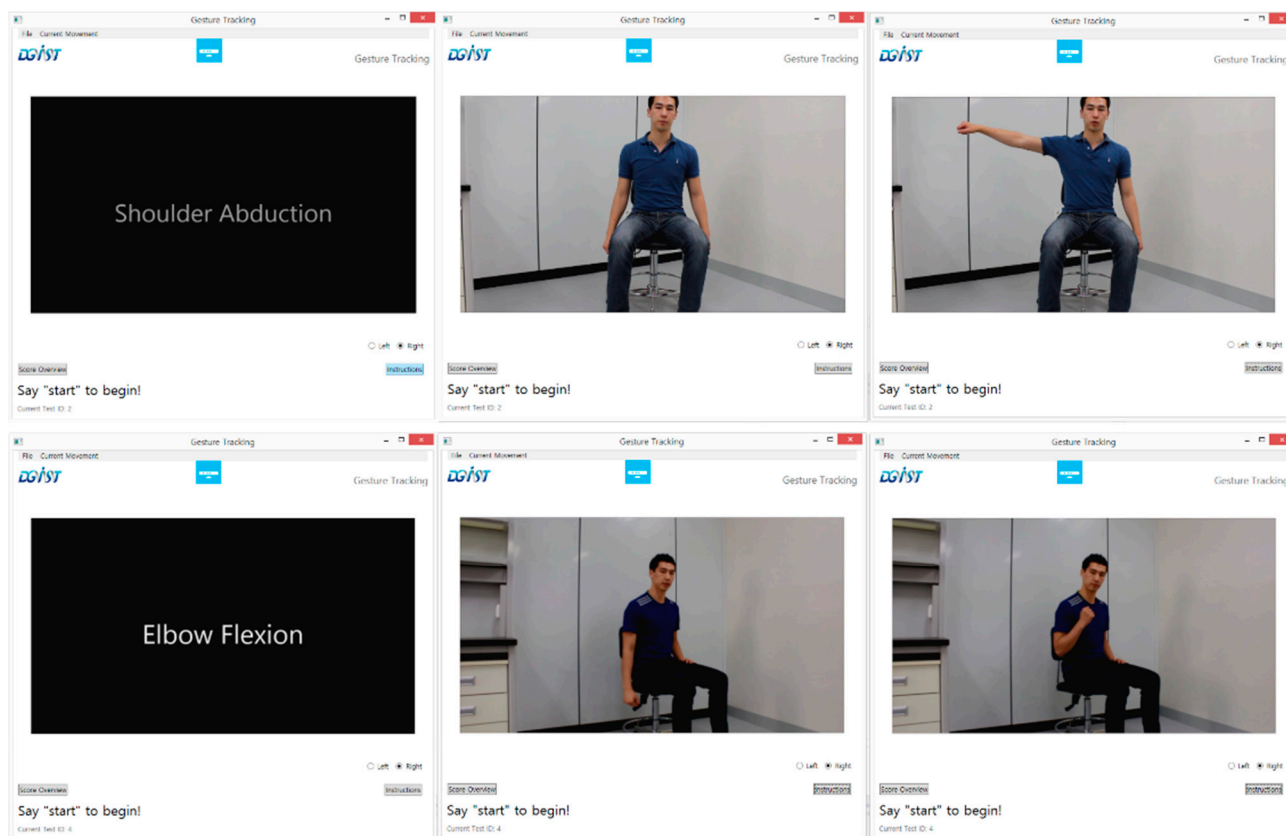 Gesture Tracking
File Current Movement
DGIST
Gesture Tracking
Shoulder Abduction
Left Right
Score Overview
Instructions
Say "start" to begin!
Current Test ID: 2
Gesture Tracking
File Current Movement
DGIST
Gesture Tracking
Left Right
Score Overview
Instructions
Say "start" to begin!
Current Test ID: 2
Gesture Tracking
File Current Movement
DGIST
Gesture Tracking
Left Right
Score Overview
Instructions
Say "start" to begin!
Current Test ID: 2
Gesture Tracking
File Current Movement
DGIST
Gesture Tracking
Elbow Flexion
Left Right
Score Overview
Instructions
Say "start" to begin!
Current Test ID: 4
Gesture Tracking
File Current Movement
DGIST
Gesture Tracking
Left Right
Score Overview
Instructions
Say "start" to begin!
Current Test ID: 4
Gesture Tracking
File Current Movement
DGIST
Gesture Tracking
Left Right
Score Overview
Instructions
Say "start" to begin!
Current Test ID: 4